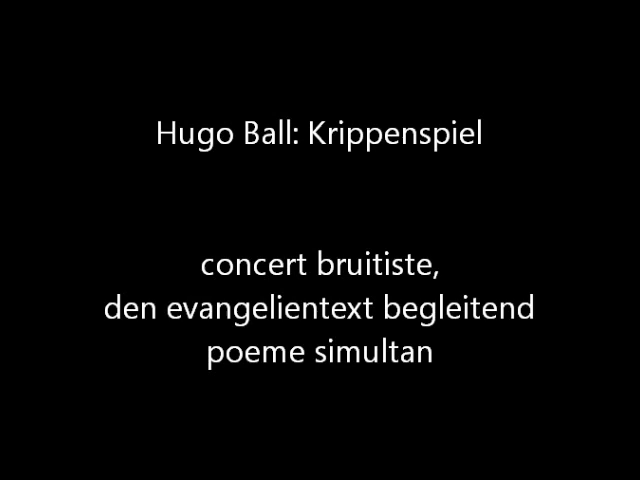 Hugo Ball: Krippenspiel
concert bruitiste,
den evangelientext begleitend
poeme simultan